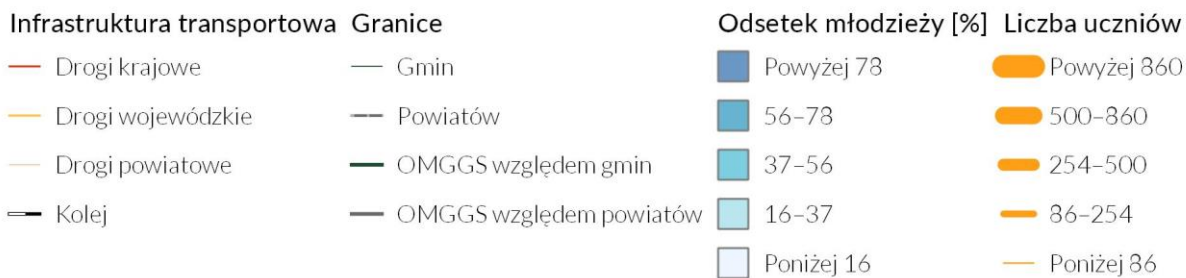 Infrastruktura transportowa
Drogi krajowe
Drogi wojewódzkie
Drogi powiatowe
Kolej
Granice
Gmin
Powiatów
OMGGS względem gmin
OMGGS względem powiatów
Odsetek młodzieży [%]
Powyżej 78
56–78
37–56
16–37
Poniżej 16
Liczba uczniów
Powyżej 860
500–860
254–500
86–254
Poniżej 86